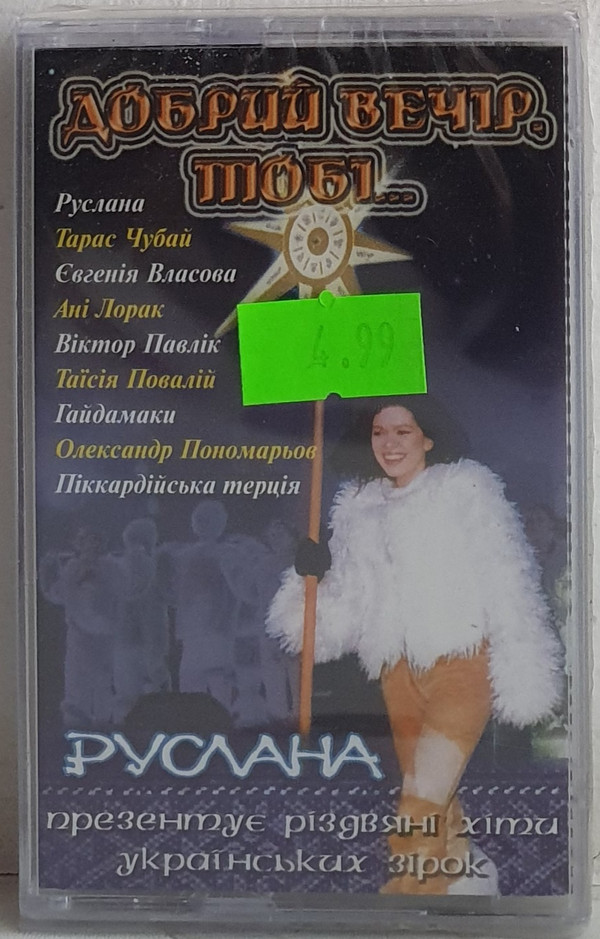 ДОБРИЙ ВЕЧІР,
ТОБІ...
Руслана
Тарас Чубай
Євгенія Власова
Ані Лорак
Віктор Павлік
Таїсія Повалій
Гайдамаки
Олександр Пономарьов
Піккардійська терція
4.99
РУСЛАНА
презентує різдвяні хіти
українських зірок